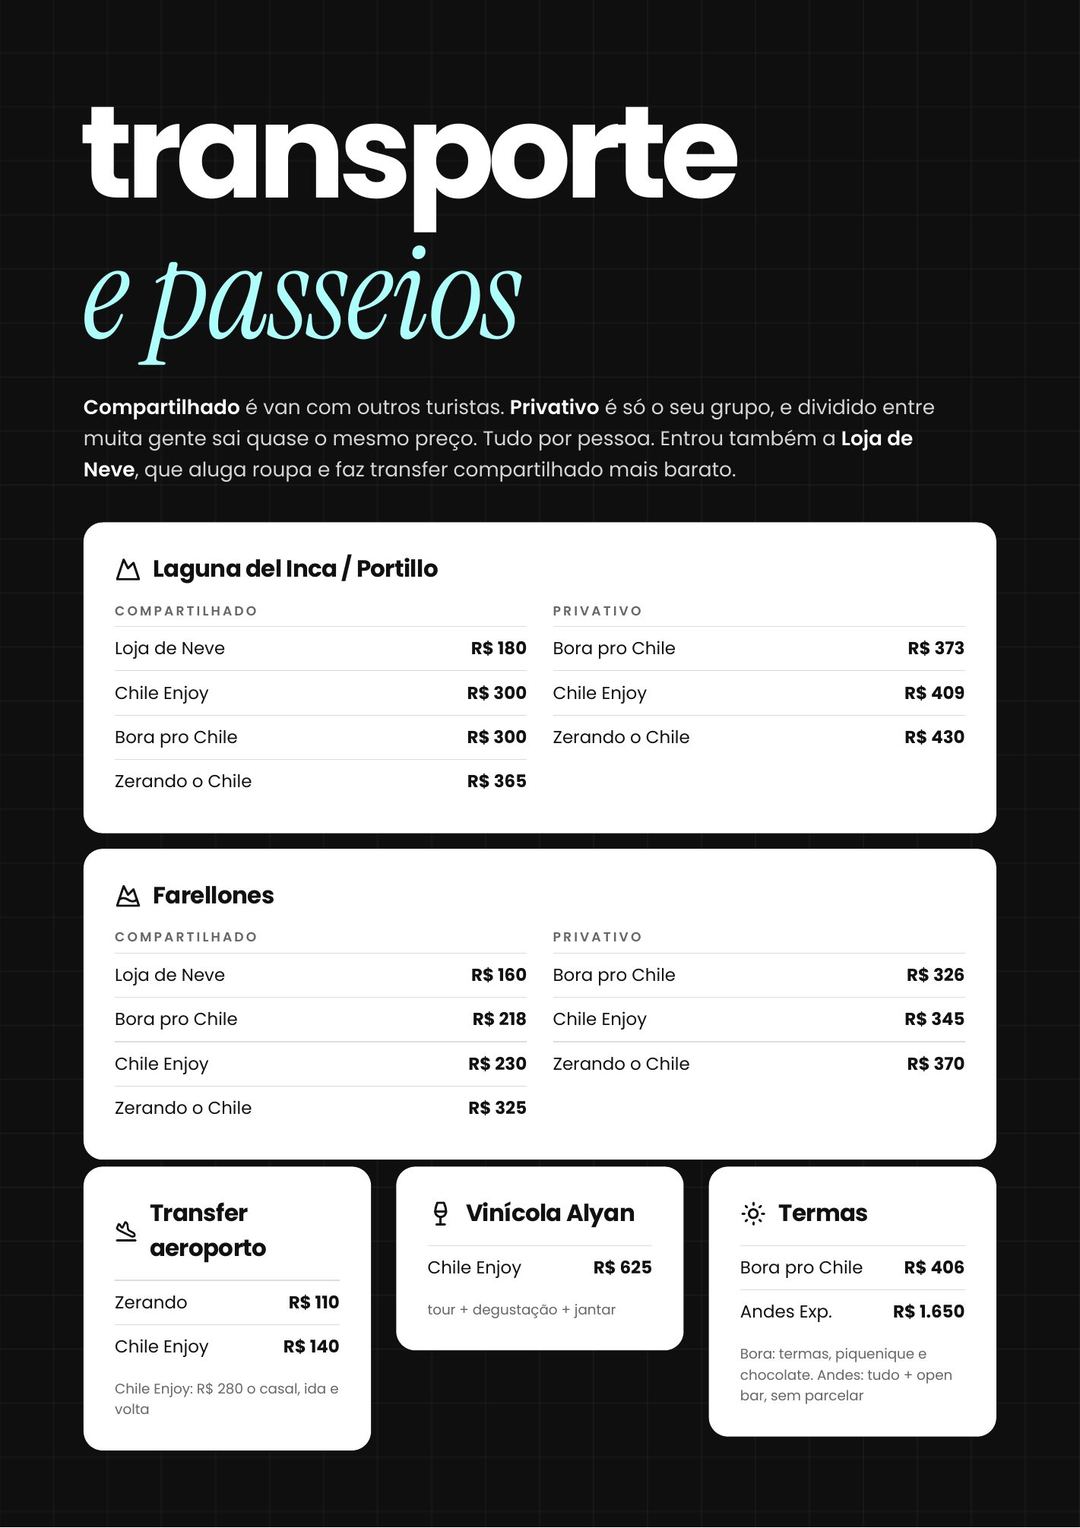 transporte
e passeios
Compartilhado é van com outros turistas. Privativo é só o seu grupo, e dividido entre
muita gente sai quase o mesmo preço. Tudo por pessoa. Entrou também a Loja de
Neve, que aluga roupa e faz transfer compartilhado mais barato.
Laguna del Inca / Portillo
COMPARTILHADO
Loja de Neve R$ 180
Chile Enjoy R$ 300
Bora pro Chile R$ 300
Zerando o Chile R$ 365
PRIVATIVO
Bora pro Chile R$ 373
Chile Enjoy R$ 409
Zerando o Chile R$ 430
Farellones
COMPARTILHADO
Loja de Neve R$ 160
Bora pro Chile R$ 218
Chile Enjoy R$ 230
Zerando o Chile R$ 325
PRIVATIVO
Bora pro Chile R$ 326
Chile Enjoy R$ 345
Zerando o Chile R$ 370
Transfer
aeroporto
Zerando R$ 110
Chile Enjoy R$ 140
Chile Enjoy: R$ 280 o casal, ida e
volta
Vinícola Alyan
Chile Enjoy R$ 625
tour + degustação + jantar
Termas
Bora pro Chile R$ 406
Andes Exp. R$ 1.650
Bora: termas, piquenique e
chocolate. Andes: tudo + open
bar, sem parcelar